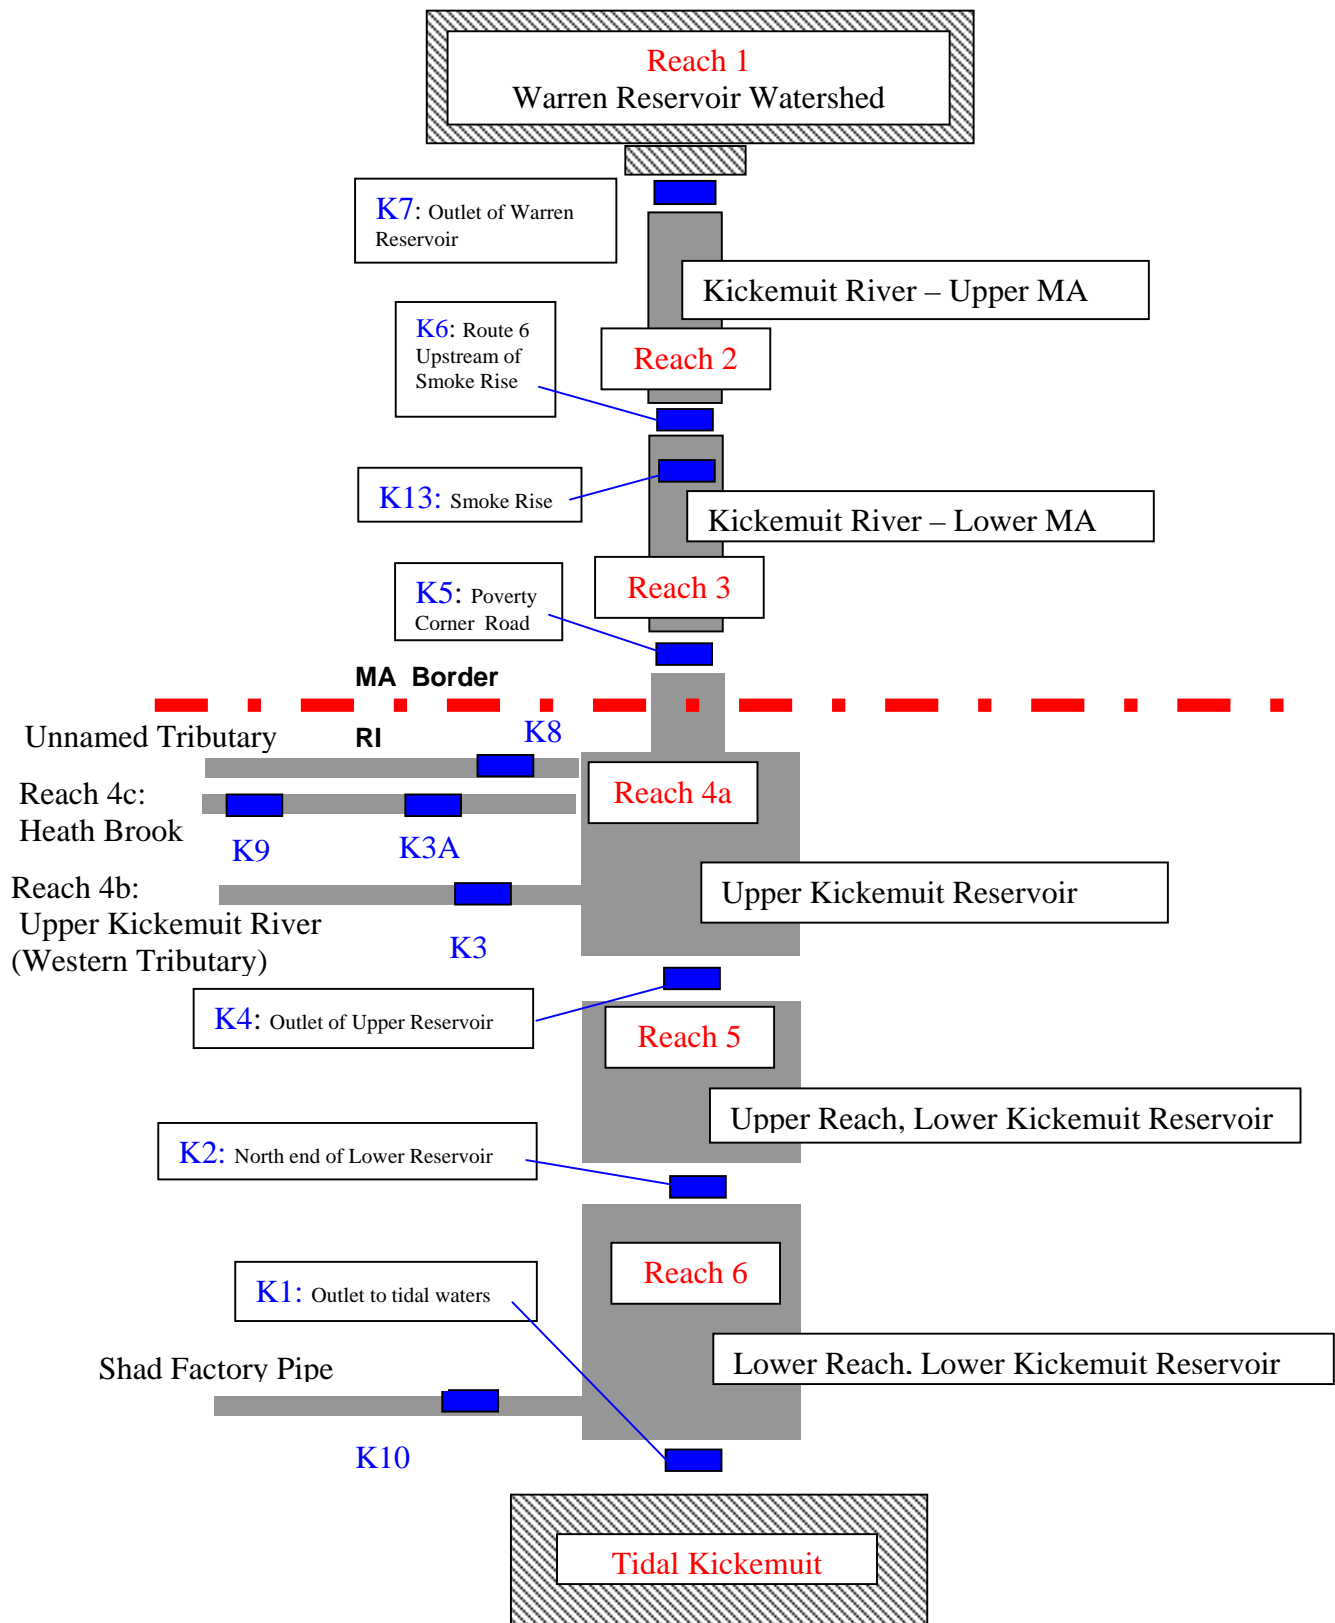 Reach 1
Warren Reservoir Watershed
K7: Outlet of Warren
Reservoir
Kickemuit River – Upper MA
K6: Route 6
Upstream of
Smoke Rise
Reach 2
K13: Smoke Rise
Kickemuit River – Lower MA
Reach 3
K5: Poverty
Corner Road
MA Border
RI
Unnamed Tributary
K8
Reach 4c:
Heath Brook
K9
K3A
Reach 4a
Reach 4b:
Upper Kickemuit River
(Western Tributary)
K3
Upper Kickemuit Reservoir
K4: Outlet of Upper Reservoir
Reach 5
Upper Reach, Lower Kickemuit Reservoir
K2: North end of Lower Reservoir
Reach 6
K1: Outlet to tidal waters
Lower Reach. Lower Kickemuit Reservoir
Shad Factory Pipe
K10
Tidal Kickemuit